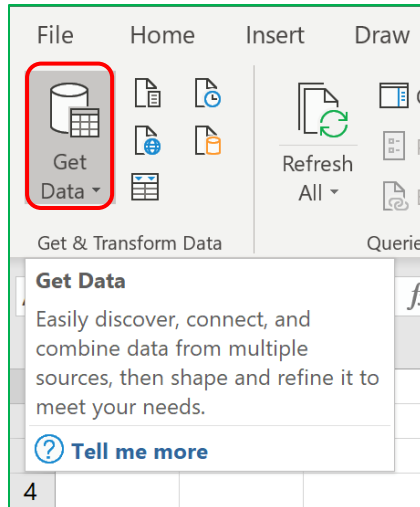 File Home Insert Draw
Get
Data
Refresh
All
Get & Transform Data
Get Data
Easily discover, connect, and
combine data from multiple
sources, then shape and refine it to
meet your needs.
Tell me more
4